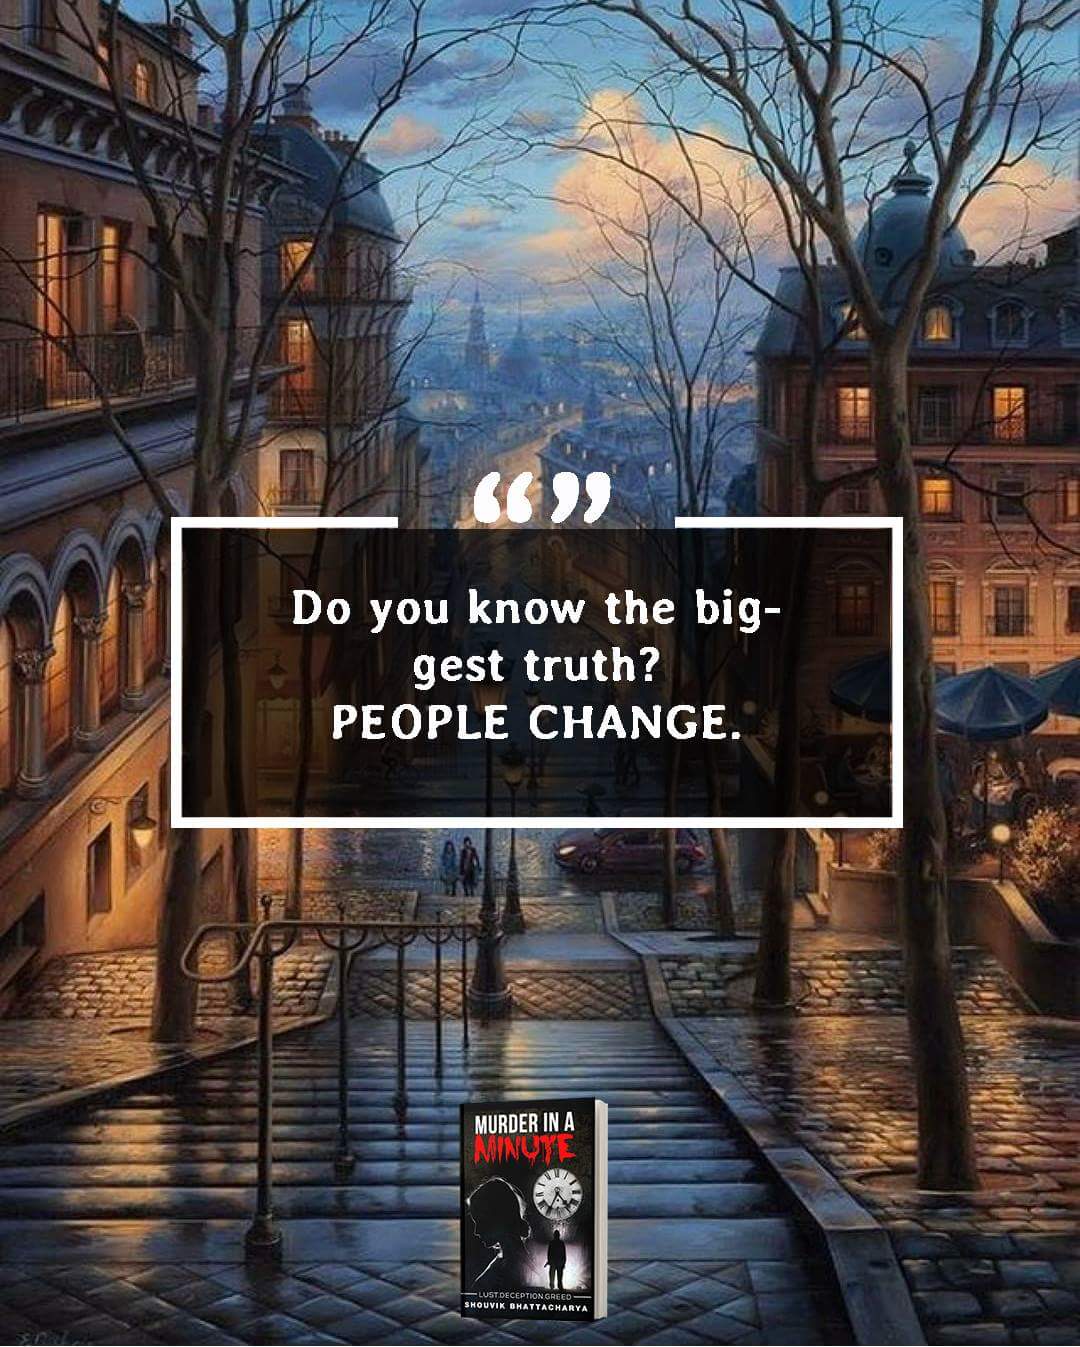 “”
Do you know the big-
gest truth?
PEOPLE CHANGE.
MURDER IN A
MINUTE
LUST.DECEPTION.GREED
SHOUVIK BHATTACHARYA